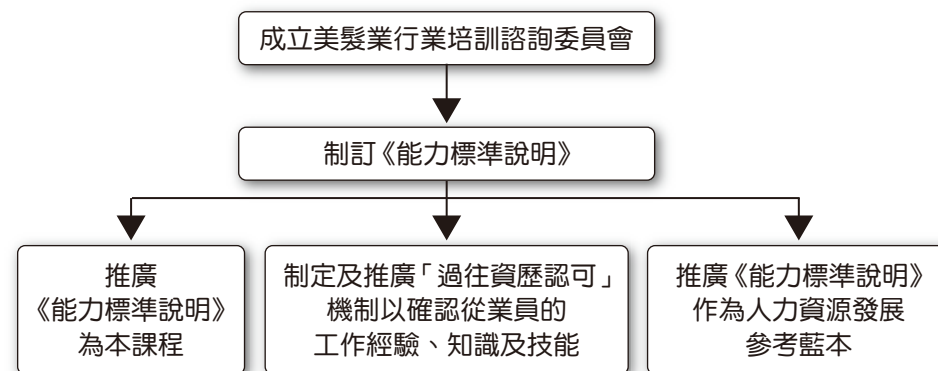 成立美髮業行業培訓諮詢委員會
制訂《能力標準說明》
推廣
《能力標準說明》
為本課程
制定及推廣「過往資歷認可」
機制以確認從業員的
工作經驗、知識及技能
推廣《能力標準說明》
作為人力資源發展
參考藍本